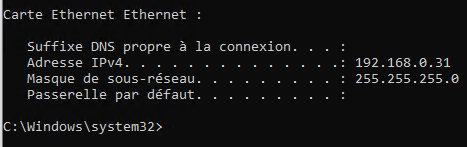 Carte Ethernet Ethernet :
Suffixe DNS propre à la connexion. . . :
Adresse IPv4. . . . . . . . . . . . . .: 192.168.0.31
Masque de sous-réseau. . . . . . . . . : 255.255.255.0
Passerelle par défaut. . . . . . . . . :
C:\Windows\system32>